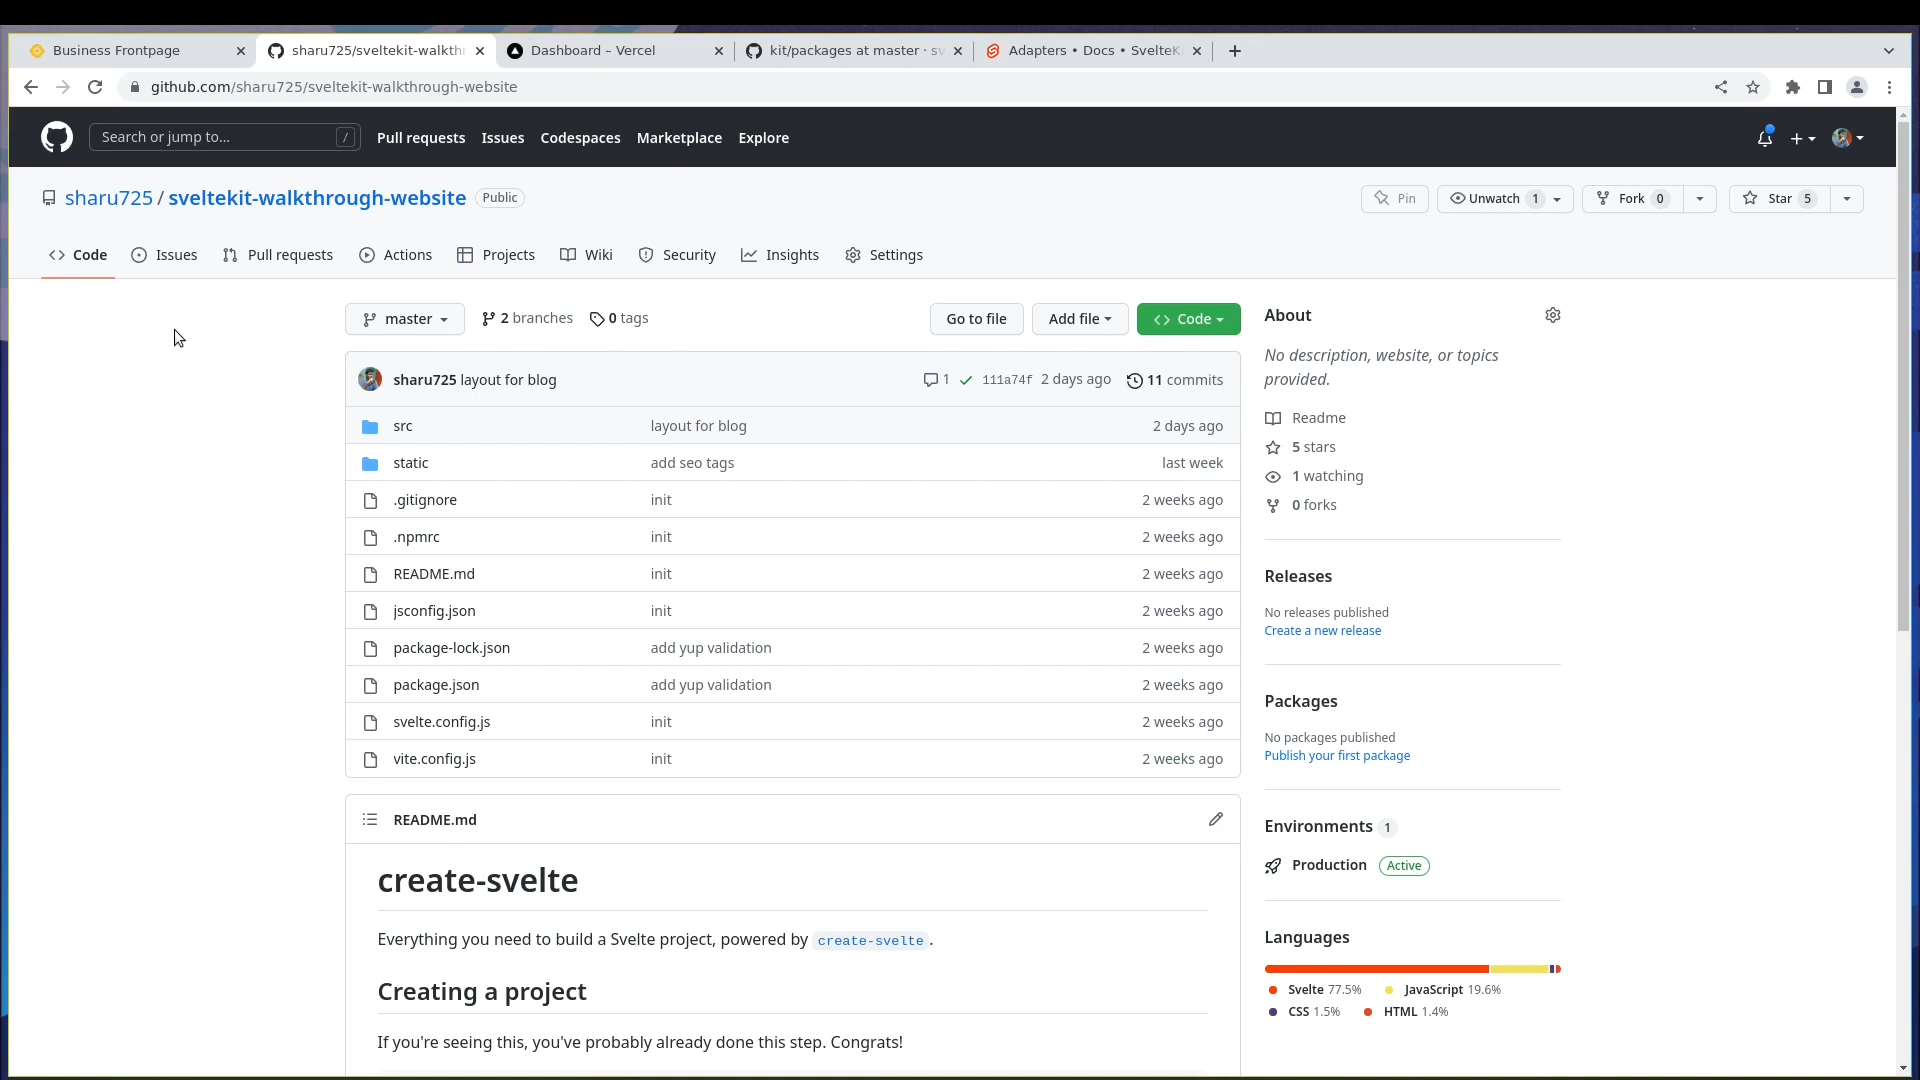 Business Frontpage
sharu725/sveltekit-walkthr
Dashboard – Vercel
kit/packages at master · sv
Adapters • Docs • SvelteK
github.com/sharu725/sveltekit-walkthrough-website
Search or jump to...
/
Pull requests
Issues
Codespaces
Marketplace
Explore
sharu725 / sveltekit-walkthrough-website
Public
Pin
Unwatch 1
Fork 0
Star 5
Code
Issues
Pull requests
Actions
Projects
Wiki
Security
Insights
Settings
master
2 branches
0 tags
Go to file
Add file
Code
sharu725 layout for blog
1
111a74f 2 days ago
11 commits
src layout for blog 2 days ago
static add seo tags last week
.gitignore init 2 weeks ago
.npmrc init 2 weeks ago
README.md init 2 weeks ago
jsconfig.json init 2 weeks ago
package-lock.json add yup validation 2 weeks ago
package.json add yup validation 2 weeks ago
svelte.config.js init 2 weeks ago
vite.config.js init 2 weeks ago
README.md
create-svelte
Everything you need to build a Svelte project, powered by create-svelte.
Creating a project
If you're seeing this, you've probably already done this step. Congrats!
About
No description, website, or topics
provided.
Readme
5 stars
1 watching
0 forks
Releases
No releases published
Create a new release
Packages
No packages published
Publish your first package
Environments 1
Production Active
Languages
Svelte 77.5%
JavaScript 19.6%
CSS 1.5%
HTML 1.4%